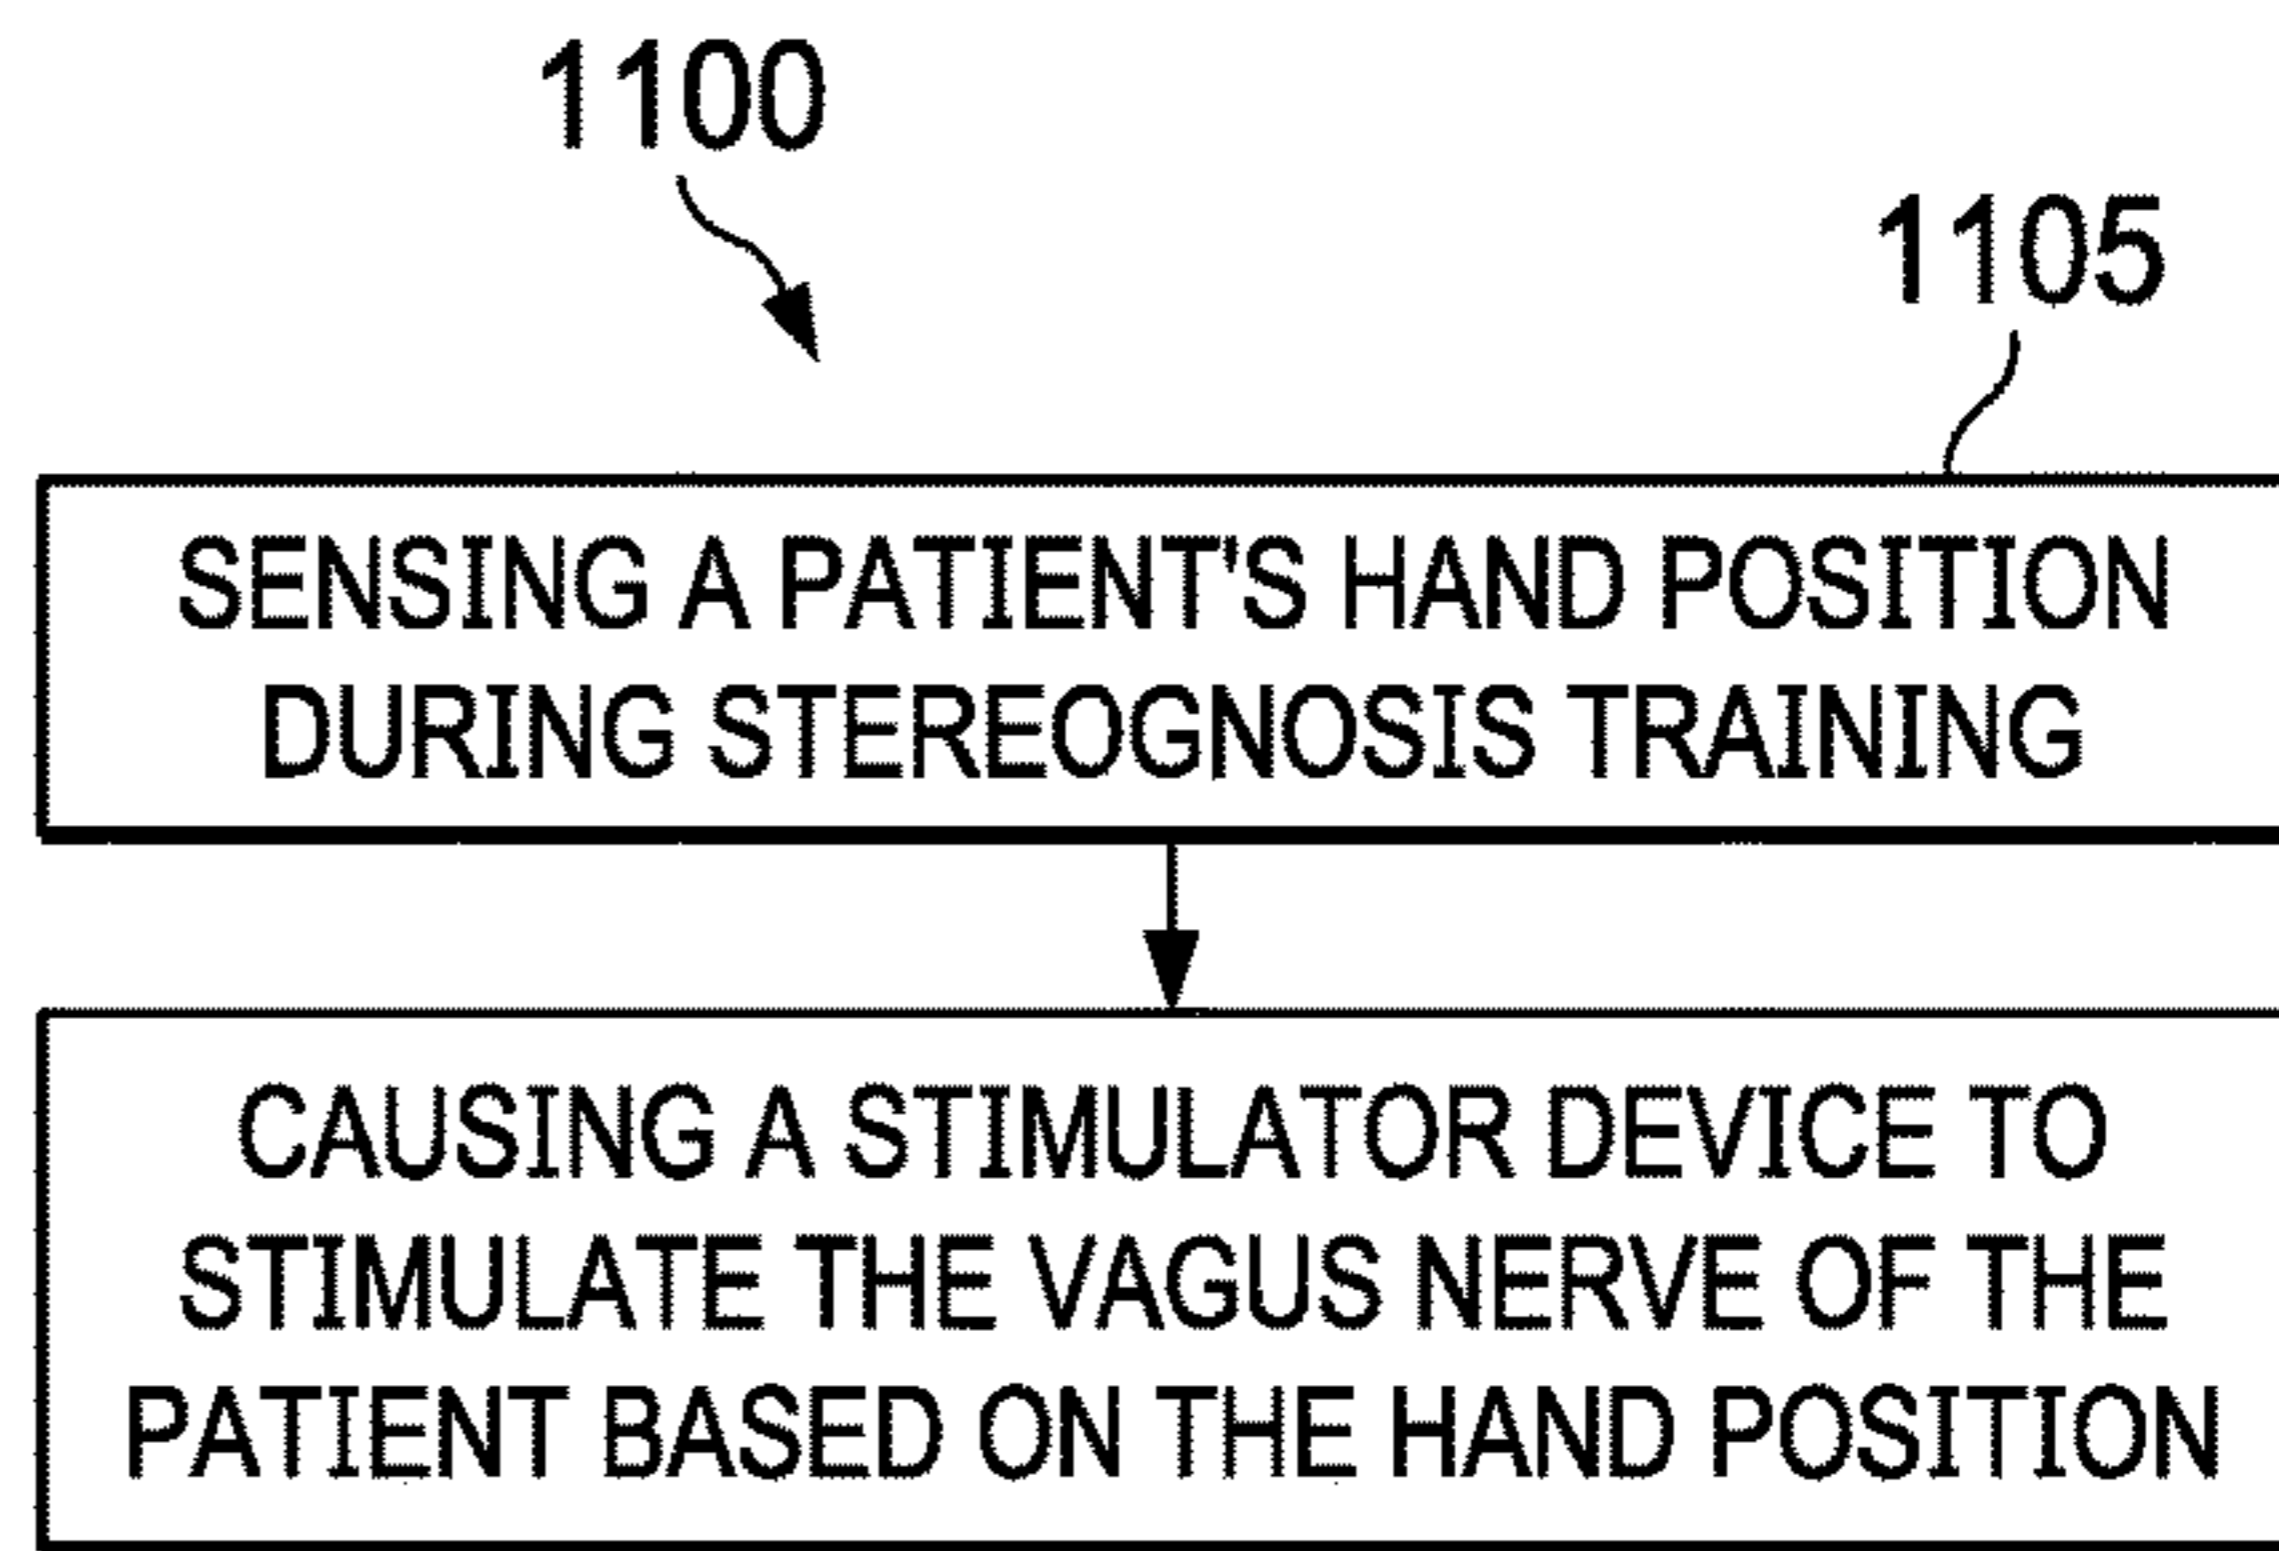 1100
1105
SENSING A PATIENT'S HAND POSITION
DURING STEREOGNOSIS TRAINING
CAUSING A STIMULATOR DEVICE TO
STIMULATE THE VAGUS NERVE OF THE
PATIENT BASED ON THE HAND POSITION